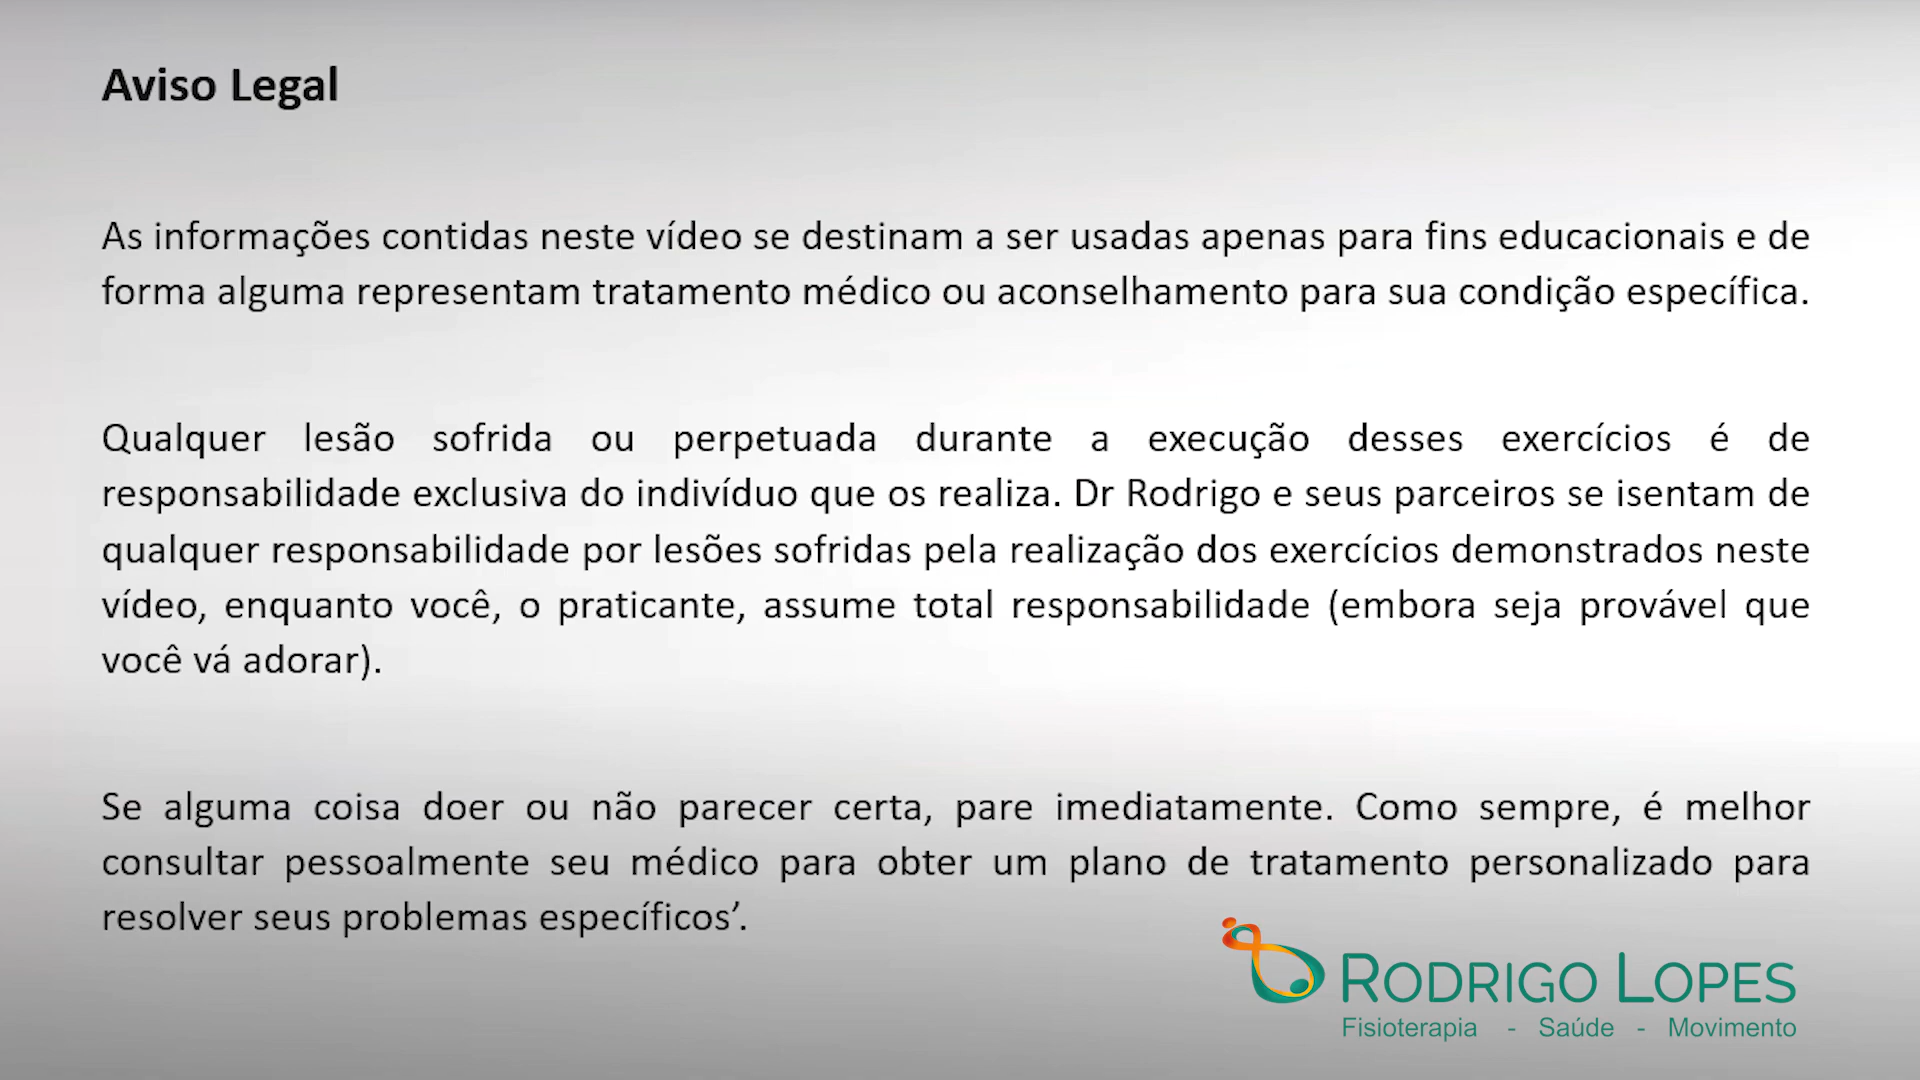 Aviso Legal
As informações contidas neste vídeo se destinam a ser usadas apenas para fins educacionais e de
forma alguma representam tratamento médico ou aconselhamento para sua condição específica.
Qualquer lesão sofrida ou perpetuada durante a execução desses exercícios é de
responsabilidade exclusiva do indivíduo que os realiza. Dr Rodrigo e seus parceiros se isentam de
qualquer responsabilidade por lesões sofridas pela realização dos exercícios demonstrados neste
vídeo, enquanto você, o praticante, assume total responsabilidade (embora seja provável que
você vá adorar).
Se alguma coisa doer ou não parecer certa, pare imediatamente. Como sempre, é melhor
consultar pessoalmente seu médico para obter um plano de tratamento personalizado para
resolver seus problemas específicos’.
RODRIGO LOPES
Fisioterapia - Saúde - Movimento